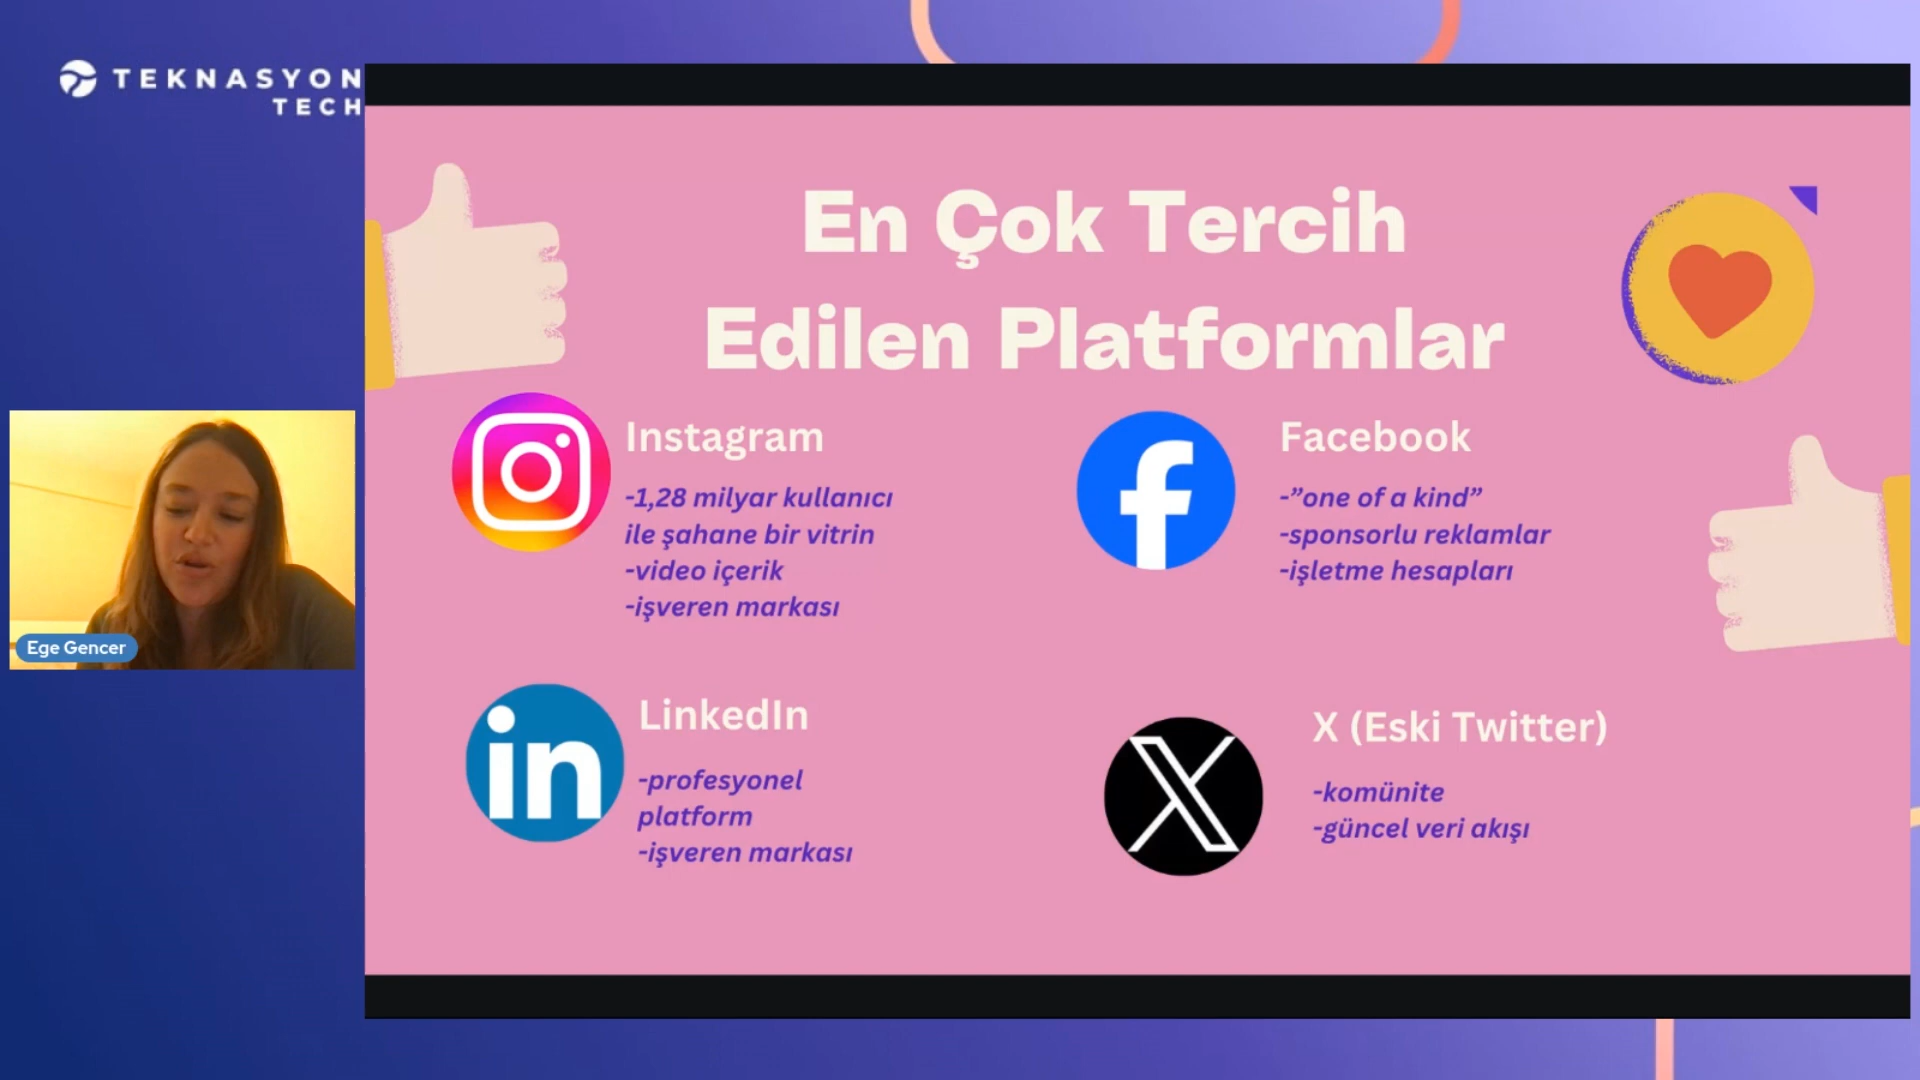 TEKNASYON
TECH
En Çok Tercih
Edilen Platformlar
Instagram
-1,28 milyar kullanıcı
ile şahane bir vitrin
-video içerik
-işveren markası
Facebook
-”one of a kind”
-sponsorlu reklamlar
-işletme hesapları
Ege Gencer
LinkedIn
-profesyonel
platform
-işveren markası
X (Eski Twitter)
-komünite
-güncel veri akışı